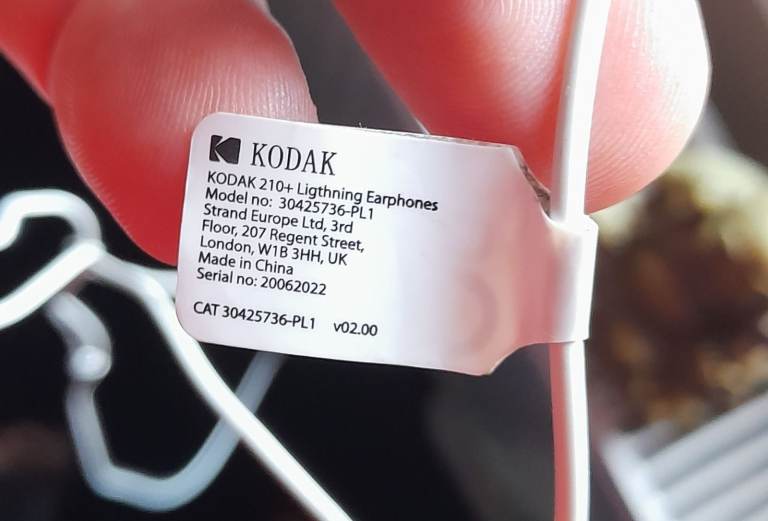 KODAK
KODAK 210+ Ligthning Earphones
Model no: 30425736-PL1
Strand Europe Ltd, 3rd
Floor, 207 Regent Street,
London, W1B 3HH, UK
Made in China
Serial no: 20062022
CAT 30425736-PL1 v02.00